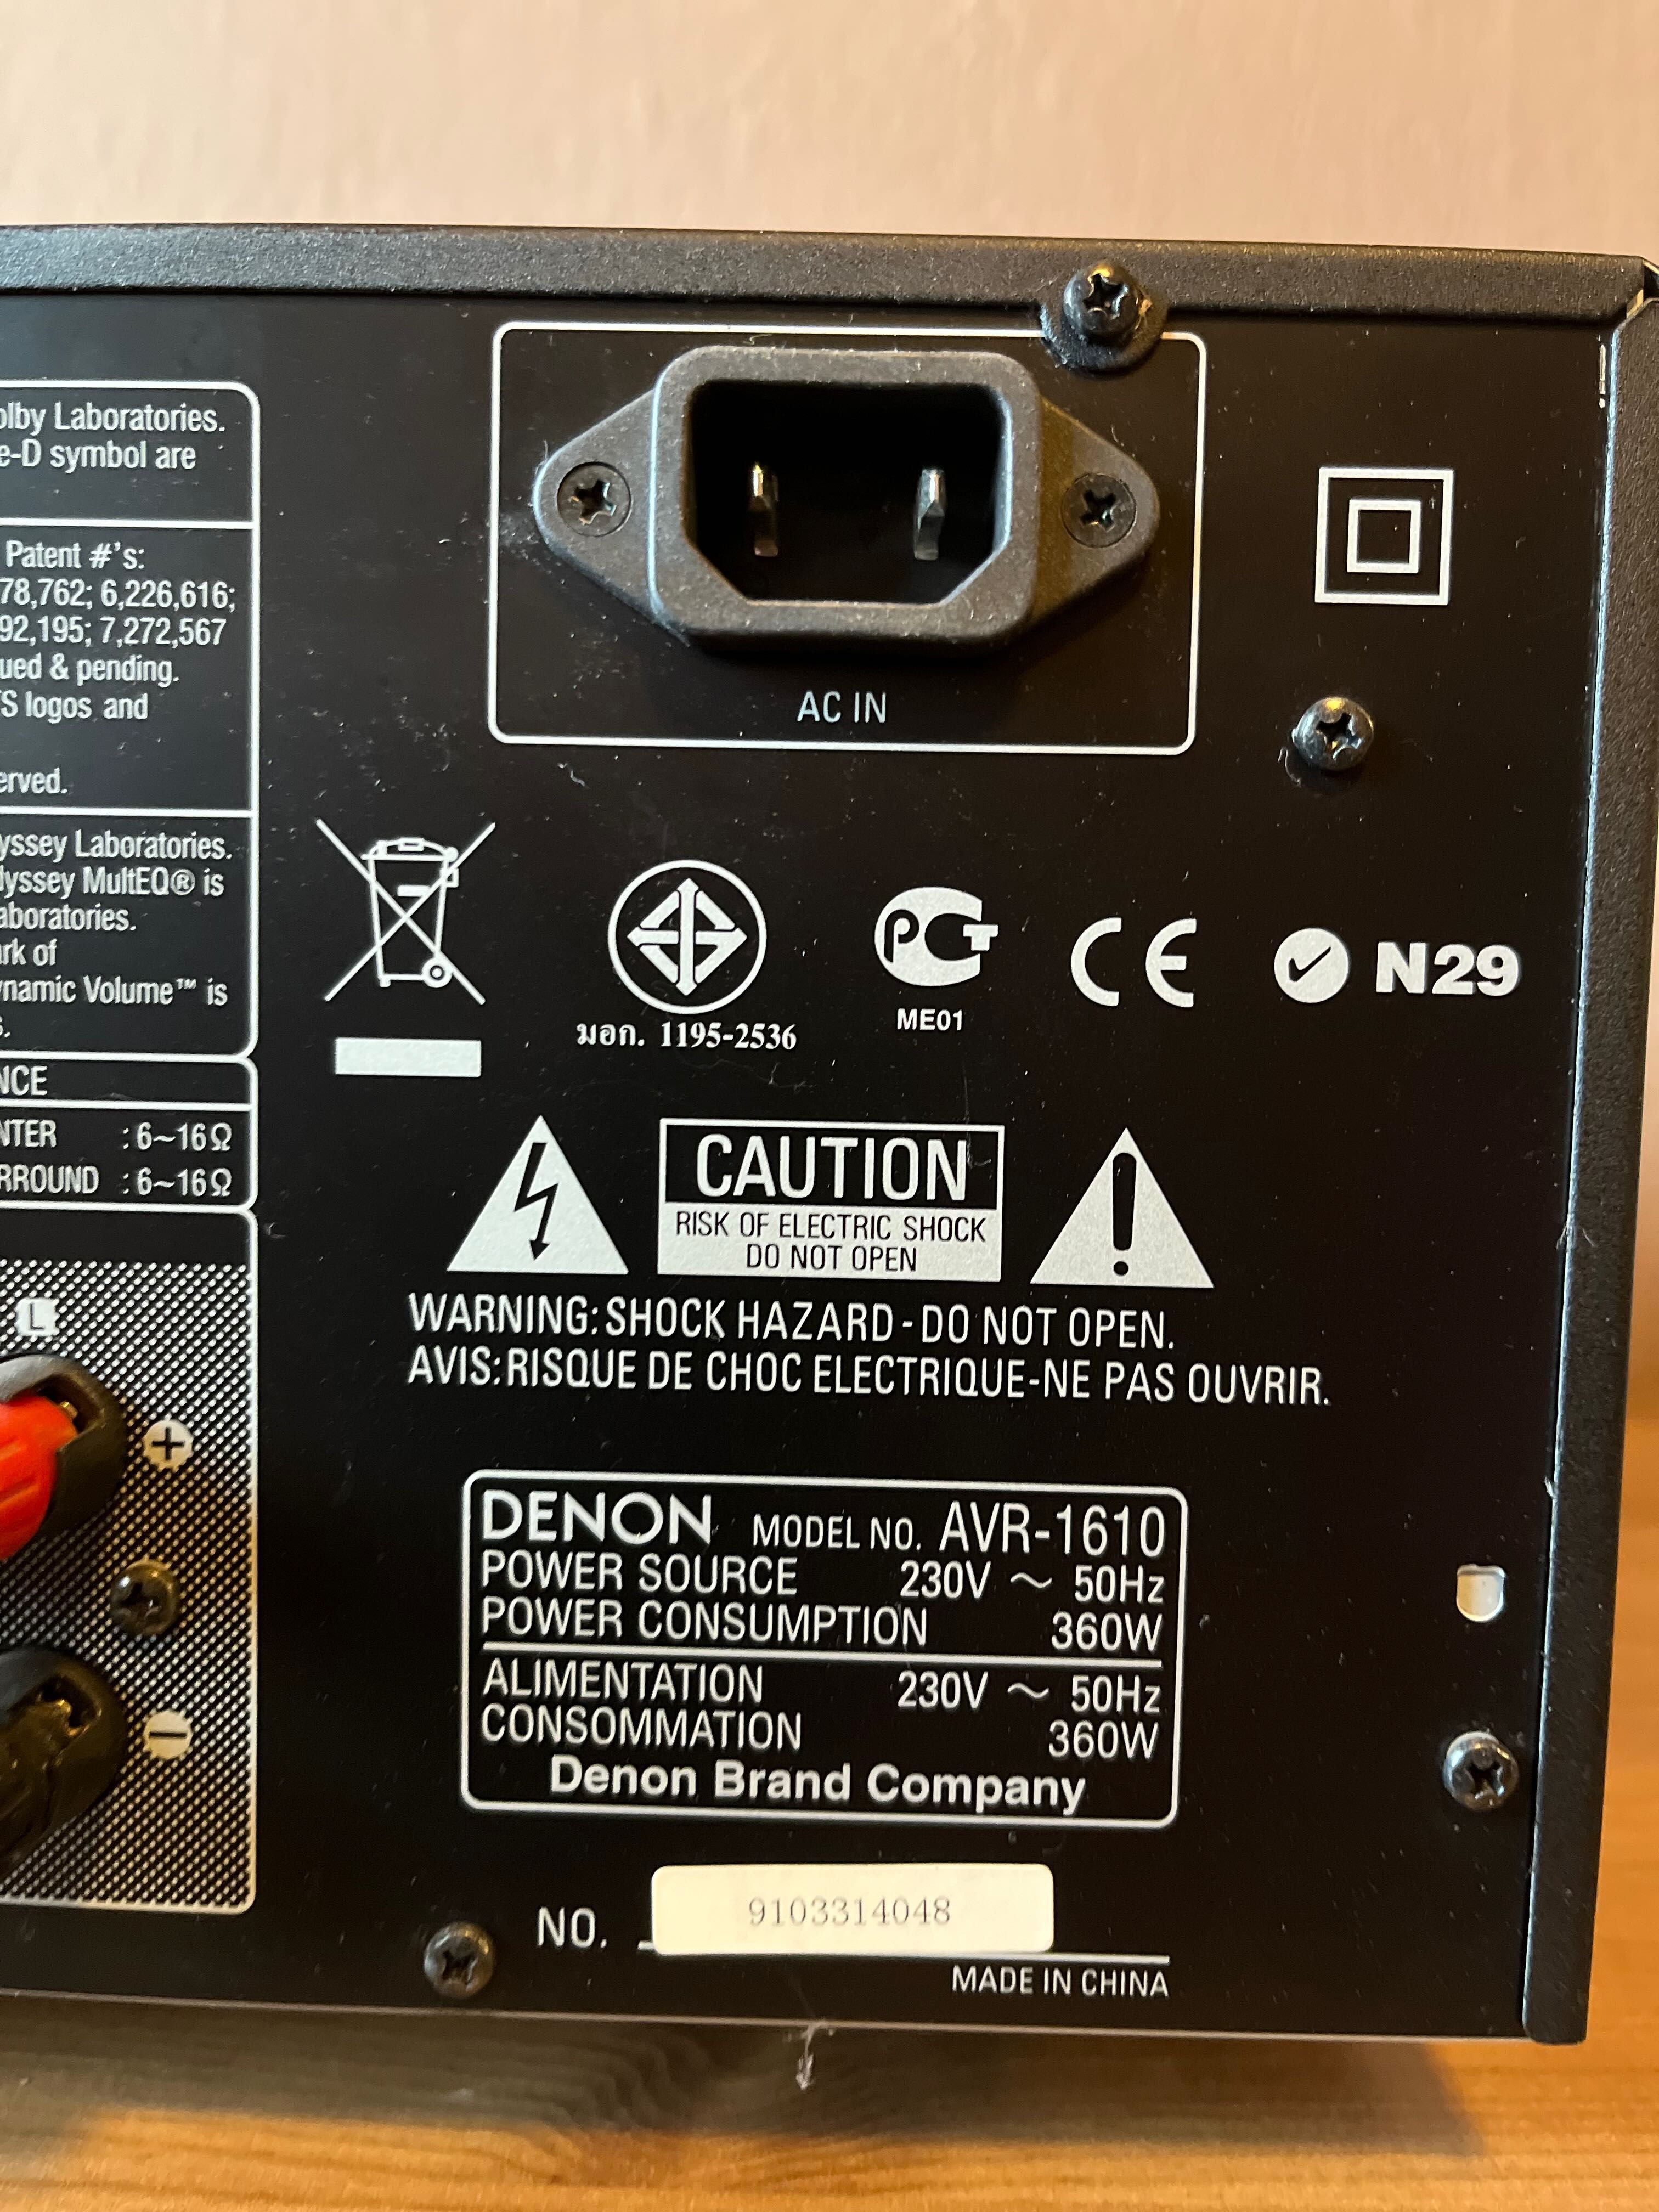 olby Laboratories.
e-D symbol are
Patent #'s:
78,762; 6,226,616;
92,195; 7,272,567
ued & pending.
S logos and
erved.
yssey Laboratories.
dyssey MultEQ® is
aboratories.
ark of
ynamic Volume™ is
s.
NCE
NTER : 6~16Ω
RROUND : 6~16Ω
L
+
−
AC IN
มอก. 1195-2536
PCT
ME01
CE
N29
CAUTION
RISK OF ELECTRIC SHOCK
DO NOT OPEN
WARNING: SHOCK HAZARD - DO NOT OPEN.
AVIS: RISQUE DE CHOC ELECTRIQUE-NE PAS OUVRIR.
DENON MODEL NO. AVR-1610
POWER SOURCE 230V ~ 50Hz
POWER CONSUMPTION 360W
ALIMENTATION 230V ~ 50Hz
CONSOMMATION 360W
Denon Brand Company
NO. 9103314048
MADE IN CHINA